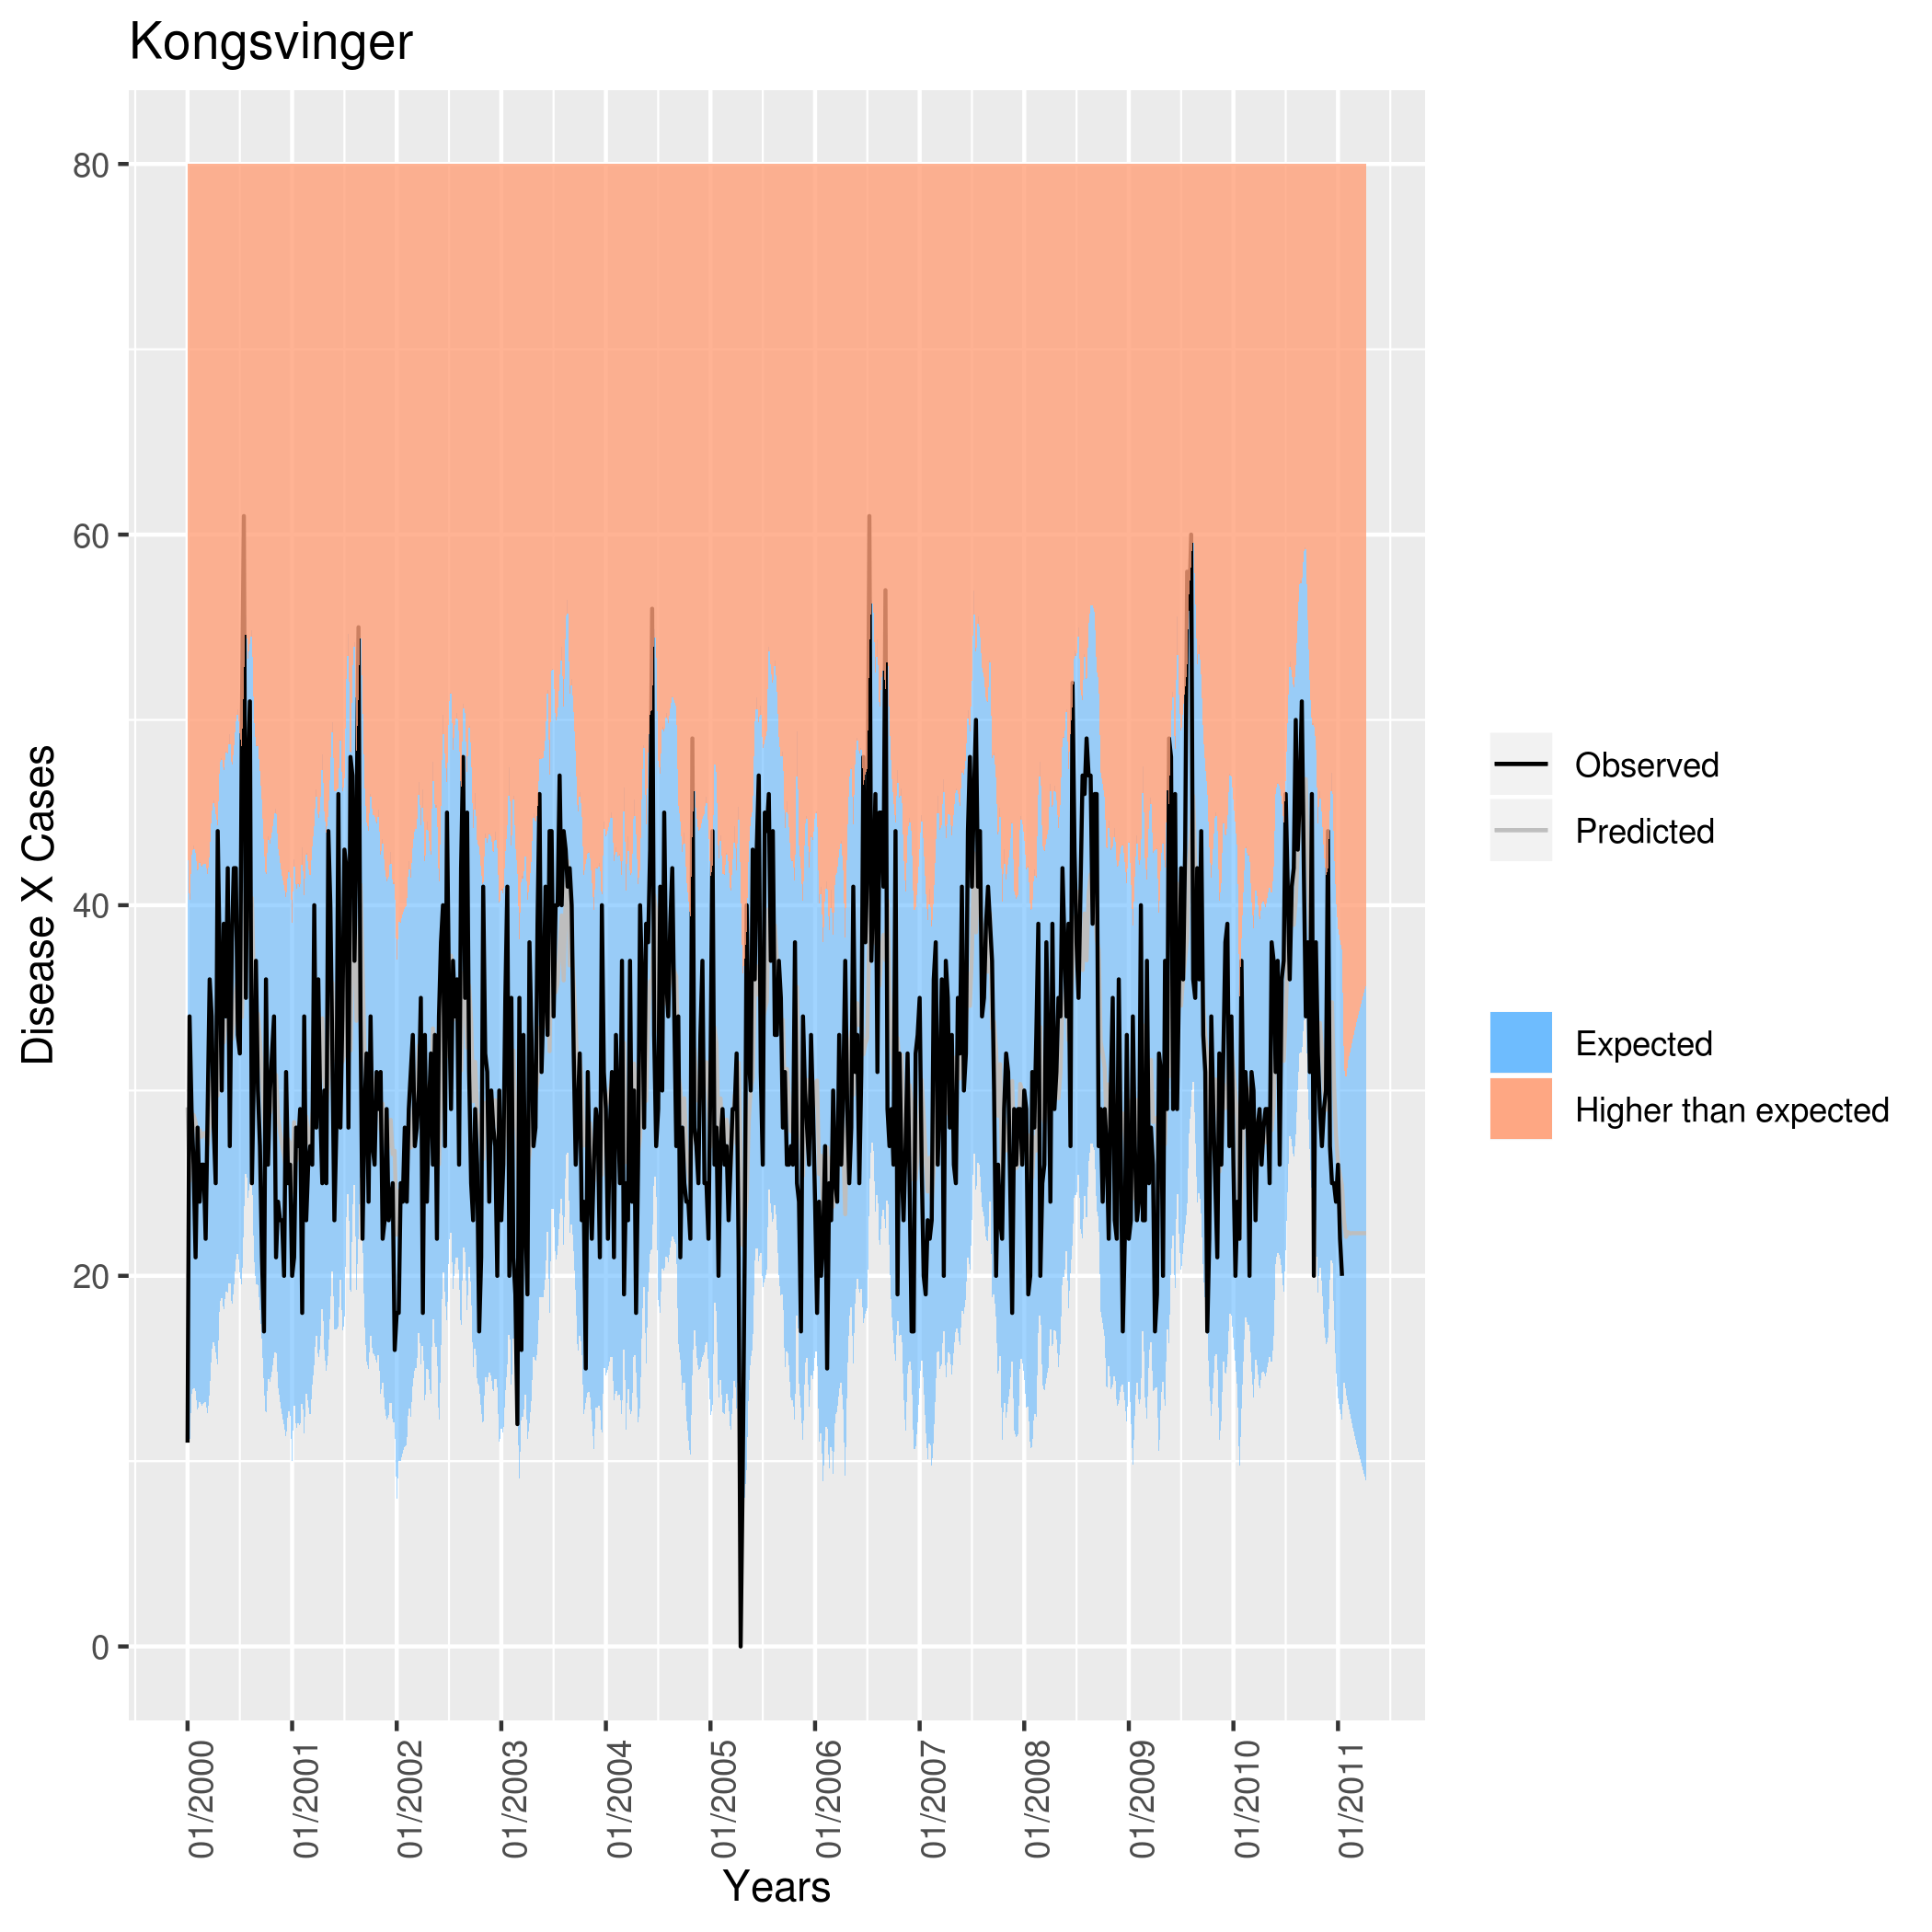 Kongsvinger
Disease X Cases
80
60
40
20
0
01/2000
01/2001
01/2002
01/2003
01/2004
01/2005
01/2006
01/2007
01/2008
01/2009
01/2010
01/2011
Years
Observed
Predicted
Expected
Higher than expected